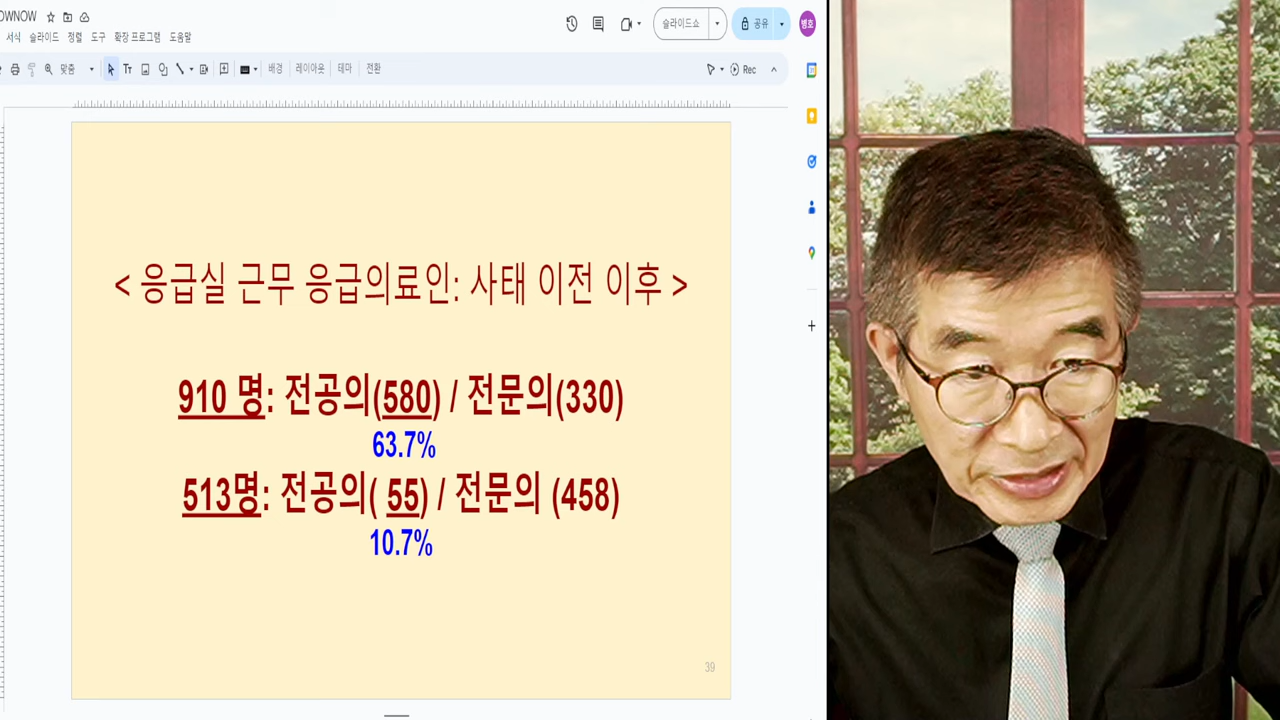 OWNOW
서식 슬라이드 정렬 도구 확장 프로그램 도움말
슬라이드쇼
공유
병호
맞춤
Tт
배경 레이아웃 테마 전환
Rec
< 응급실 근무 응급의료인: 사태 이전 이후 >
910 명: 전공의(580) / 전문의(330)
63.7%
513명: 전공의( 55) / 전문의 (458)
10.7%
39